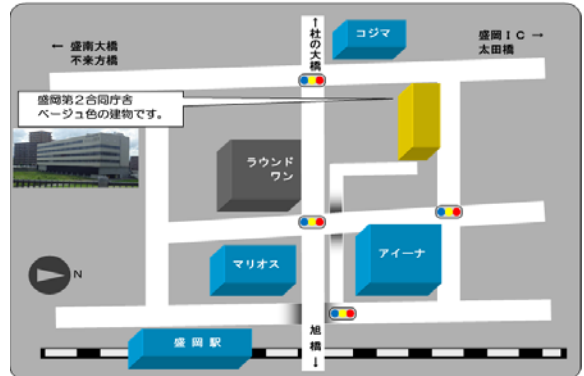 ← 盛南大橋
不来方橋
↑杜の大橋
コジマ
盛岡IC →
太田橋
盛岡第2合同庁舎
ベージュ色の建物です。
ラウンド
ワン
マリオス
アイーナ
N
盛岡駅
旭橋↓